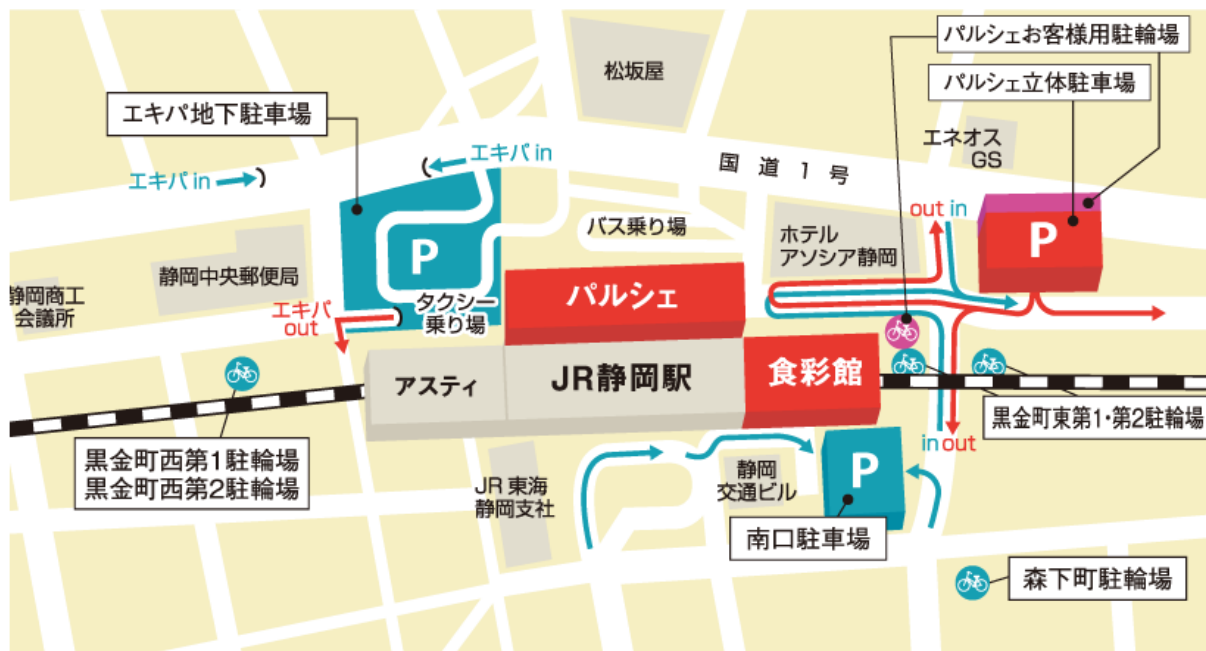 パルシェお客様用駐輪場
松坂屋
パルシェ立体駐車場
エキパ地下駐車場
エネオス
GS
エキパ in
国道1号
エキパ in
out in
P
バス乗り場
ホテル
アソシア静岡
P
静岡中央郵便局
静岡商工
会議所
パルシェ
タクシー
乗り場
エキパ
out
アスティ
JR静岡駅
食彩館
黒金町東第1・第2駐輪場
in out
黒金町西第1駐輪場
黒金町西第2駐輪場
P
静岡
交通ビル
JR東海
静岡支社
南口駐車場
森下町駐輪場